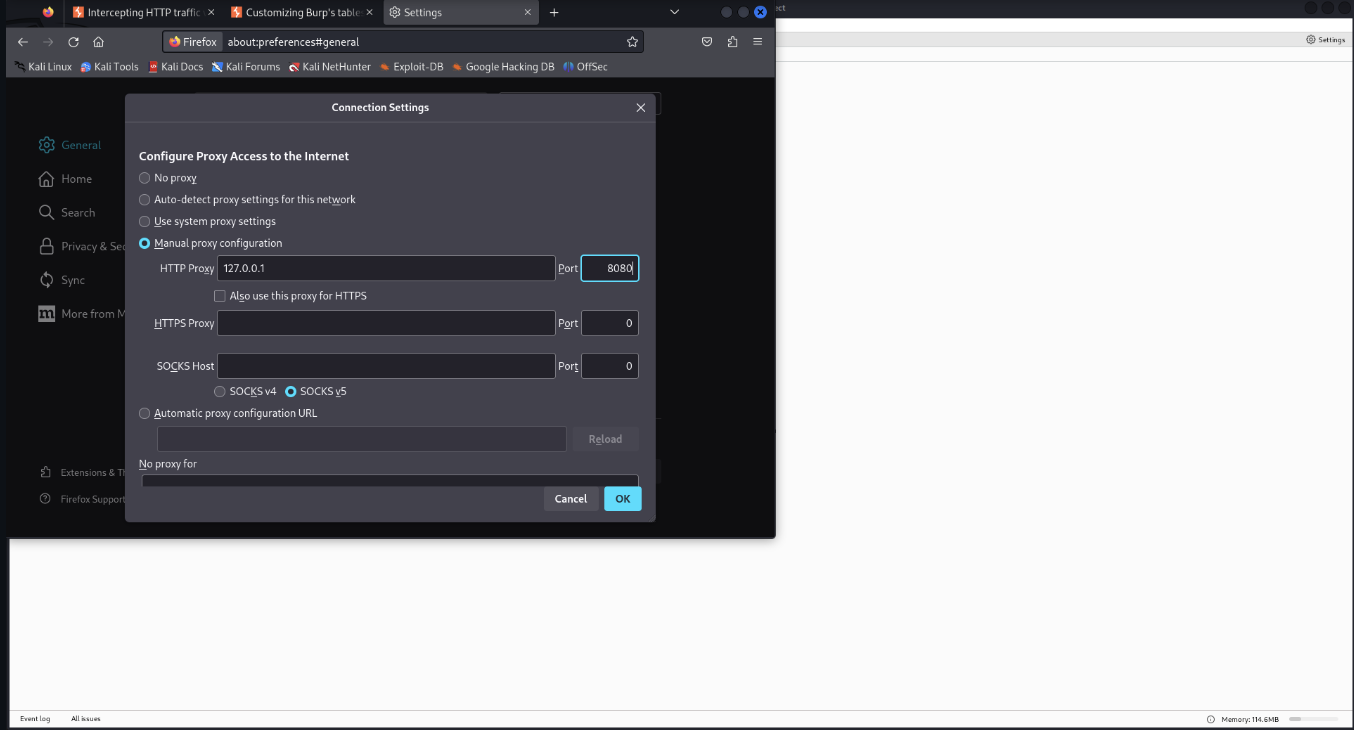 Intercepting HTTP traffic
Customizing Burp's table
Settings
Firefox about:preferences#general
Settings
Kali Linux
Kali Tools
Kali Docs
Kali Forums
Kali NetHunter
Exploit-DB
Google Hacking DB
OffSec
General
Home
Search
Privacy & Sec
Sync
More from M
Extensions & Th
Firefox Support
Connection Settings
Configure Proxy Access to the Internet
No proxy
Auto-detect proxy settings for this network
Use system proxy settings
Manual proxy configuration
HTTP Proxy 127.0.0.1 Port 8080
Also use this proxy for HTTPS
HTTPS Proxy Port 0
SOCKS Host Port 0
SOCKS v4 SOCKS v5
Automatic proxy configuration URL
Reload
No proxy for
Cancel OK
Event log All issues Memory: 114.6MB